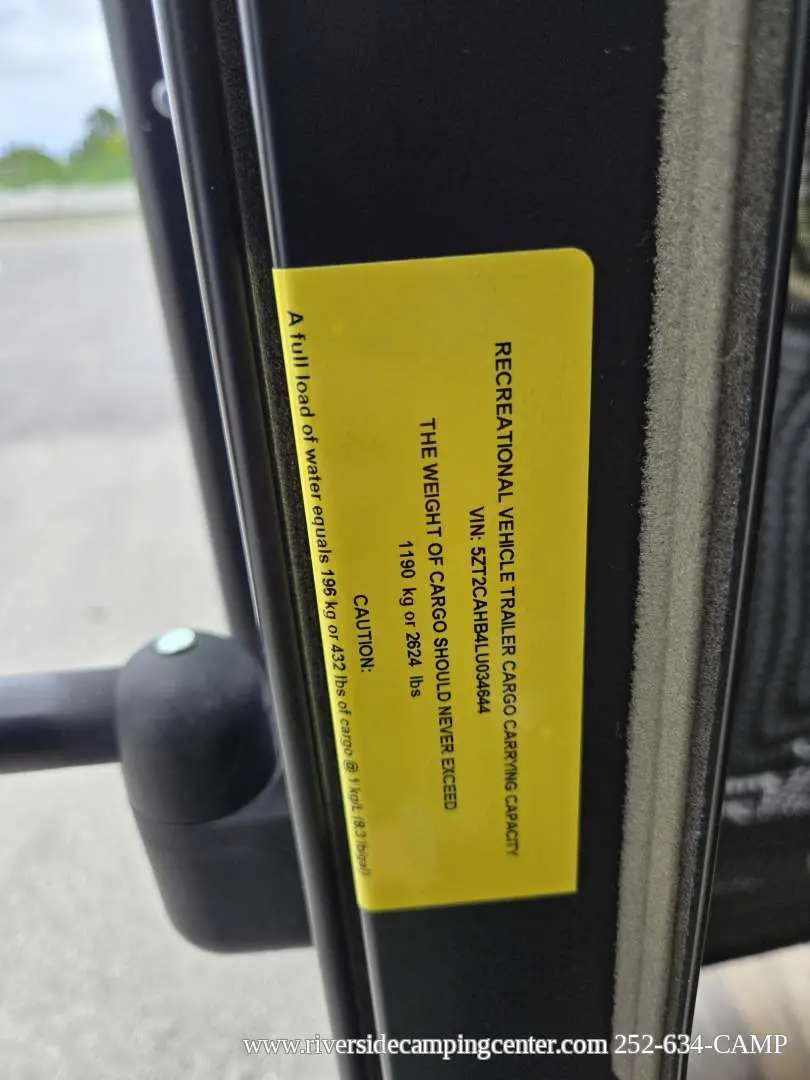 RECREATIONAL VEHICLE TRAILER CARGO CARRYING CAPACITY
VIN: 5ZT2CAHB4LU034644
THE WEIGHT OF CARGO SHOULD NEVER EXCEED
1190 kg or 2624 lbs
CAUTION:
A full load of water equals 196 kg or 432 lbs of cargo @ 1 kg/L (8.3 lb/gal)
www.riversidecampingcenter.com 252-634-CAMP